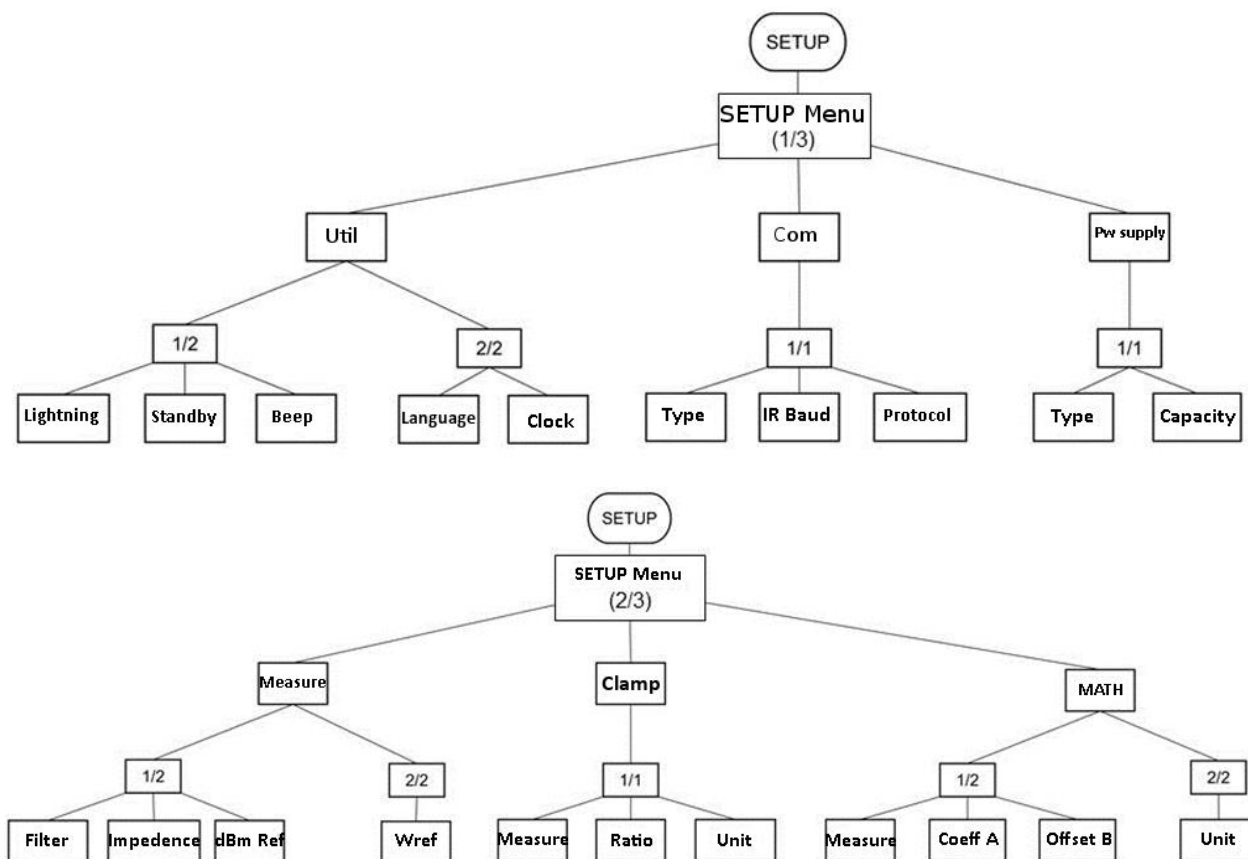 SETUP
SETUP Menu
(1/3)
Util
Com
Pw supply
1/2
2/2
1/1
1/1
Lightning
Standby
Beep
Language
Clock
Type
IR Baud
Protocol
Type
Capacity
SETUP
SETUP Menu
(2/3)
Measure
Clamp
MATH
1/2
2/2
1/1
1/2
2/2
Filter
Impedence
dBm Ref
Wref
Measure
Ratio
Unit
Measure
Coeff A
Offset B
Unit